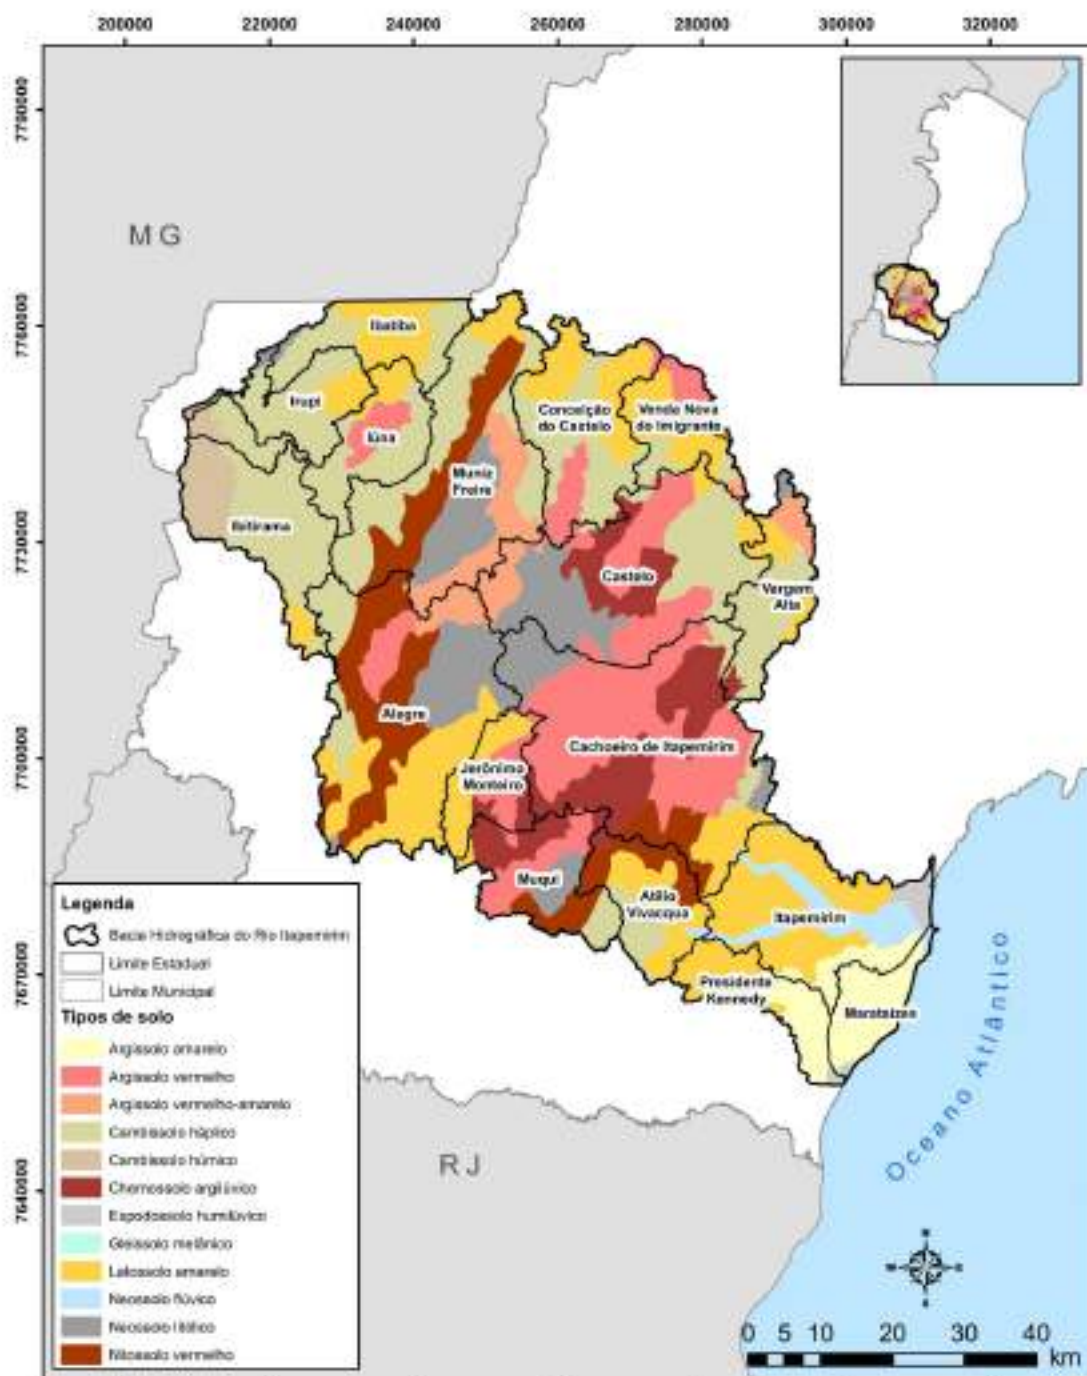 200000 220000 240000 260000 280000 300000 320000
7790000
7760000
7730000
7700000
7670000
7640000
MG
Ibatiba
Irupi
Iúna
Conceição
do Castelo
Venda Nova
do Imigrante
Muniz
Freire
Ibitirama
Castelo
Vargem
Alta
Alegre
Cachoeiro de Itapemirim
Jerônimo
Monteiro
Muqui
Atílio
Vivacqua
Itapemirim
Presidente
Kennedy
Marataízes
Oceano Atlântico
RJ
Legenda
Bacia Hidrográfica do Rio Itapemirim
Limite Estadual
Limite Municipal
Tipos de solo
Argissolo amarelo
Argissolo vermelho
Argissolo vermelho-amarelo
Cambissolo háplico
Cambissolo húmico
Chernossolo argilúvico
Espodossolo humilúvico
Gleissolo melânico
Latossolo amarelo
Neossolo flúvico
Neossolo litólico
Nitossolo vermelho
0 5 10 20 30 40
km